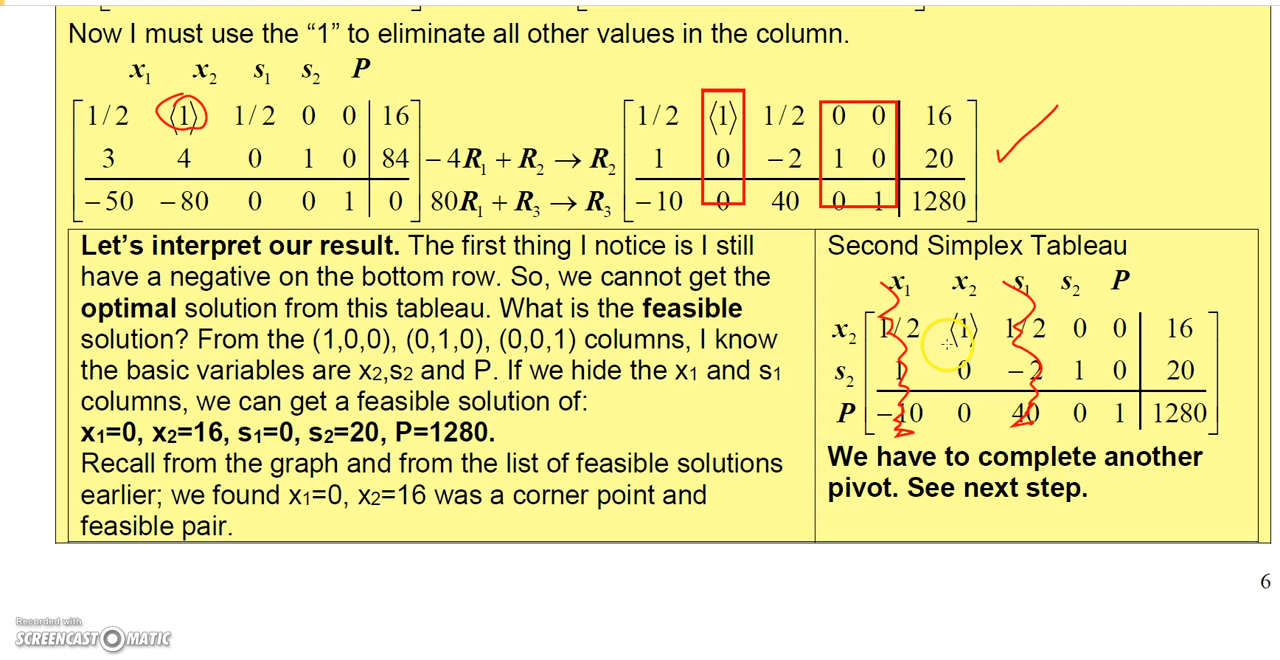 Now I must use the “1” to eliminate all other values in the column.
x₁ x₂ s₁ s₂ P
1/2 ⟨1⟩ 1/2 0 0 16 1/2 ⟨1⟩ 1/2 0 0 16
3 4 0 1 0 84 −4R₁ + R₂ → R₂ 1 0 −2 1 0 20
−50 −80 0 0 1 0 80R₁ + R₃ → R₃ −10 0 40 0 1 1280
Let’s interpret our result. The first thing I notice is I still
have a negative on the bottom row. So, we cannot get the
optimal solution from this tableau. What is the feasible
solution? From the (1,0,0), (0,1,0), (0,0,1) columns, I know
the basic variables are x₂,s₂ and P. If we hide the x₁ and s₁
columns, we can get a feasible solution of:
x₁=0, x₂=16, s₁=0, s₂=20, P=1280.
Recall from the graph and from the list of feasible solutions
earlier; we found x₁=0, x₂=16 was a corner point and
feasible pair.
Second Simplex Tableau
x₁ x₂ s₁ s₂ P
x₂ 1/2 ⟨1⟩ 1/2 0 0 16
s₂ 1 0 −2 1 0 20
P −10 0 40 0 1 1280
We have to complete another
pivot. See next step.
6
Recorded with
SCREENCAST-O-MATIC